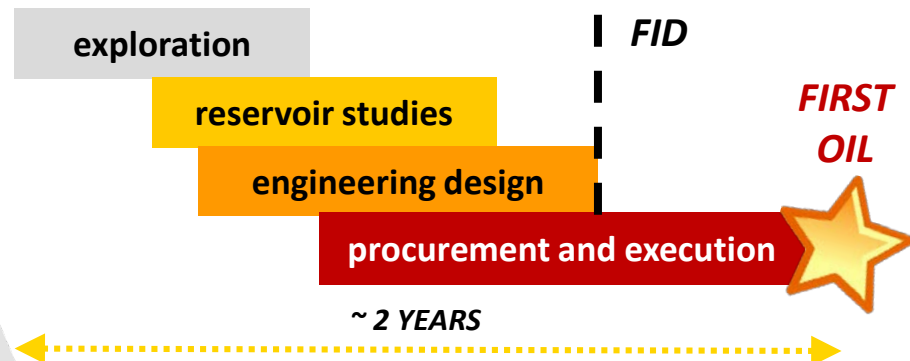 exploration
FID
reservoir studies
FIRST
OIL
engineering design
procurement and execution
~ 2 YEARS